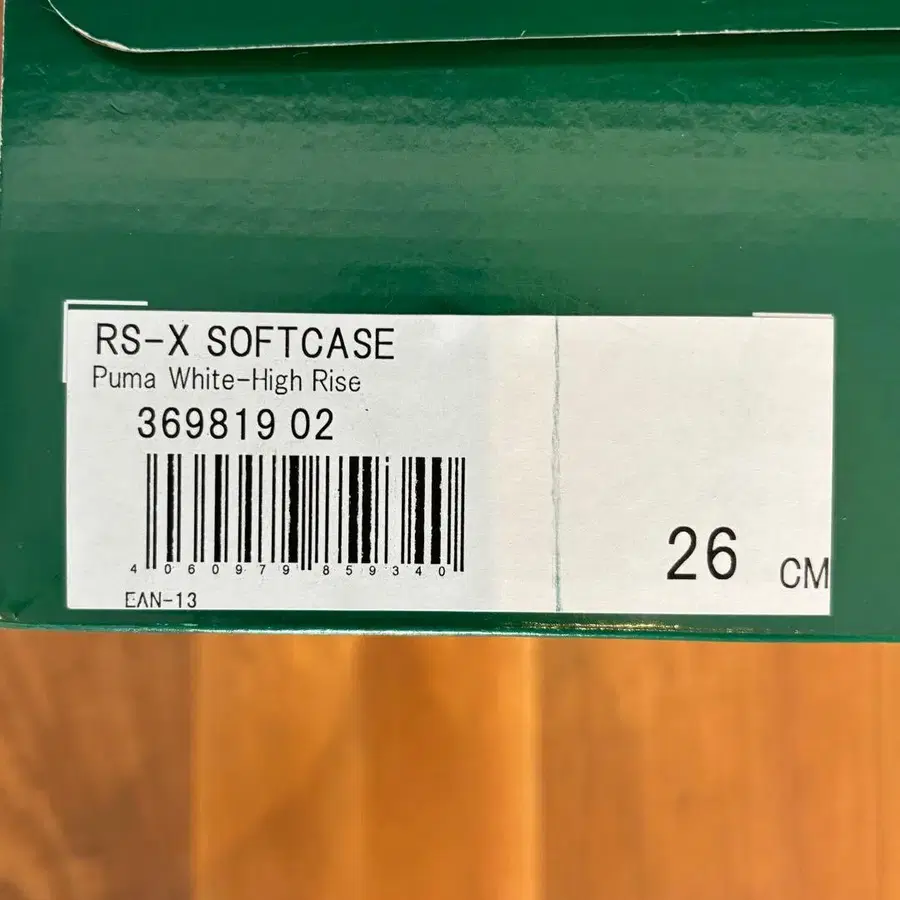 RS-X SOFTCASE
Puma White-High Rise
369819 02
4 060979 859340
EAN-13
26 CM